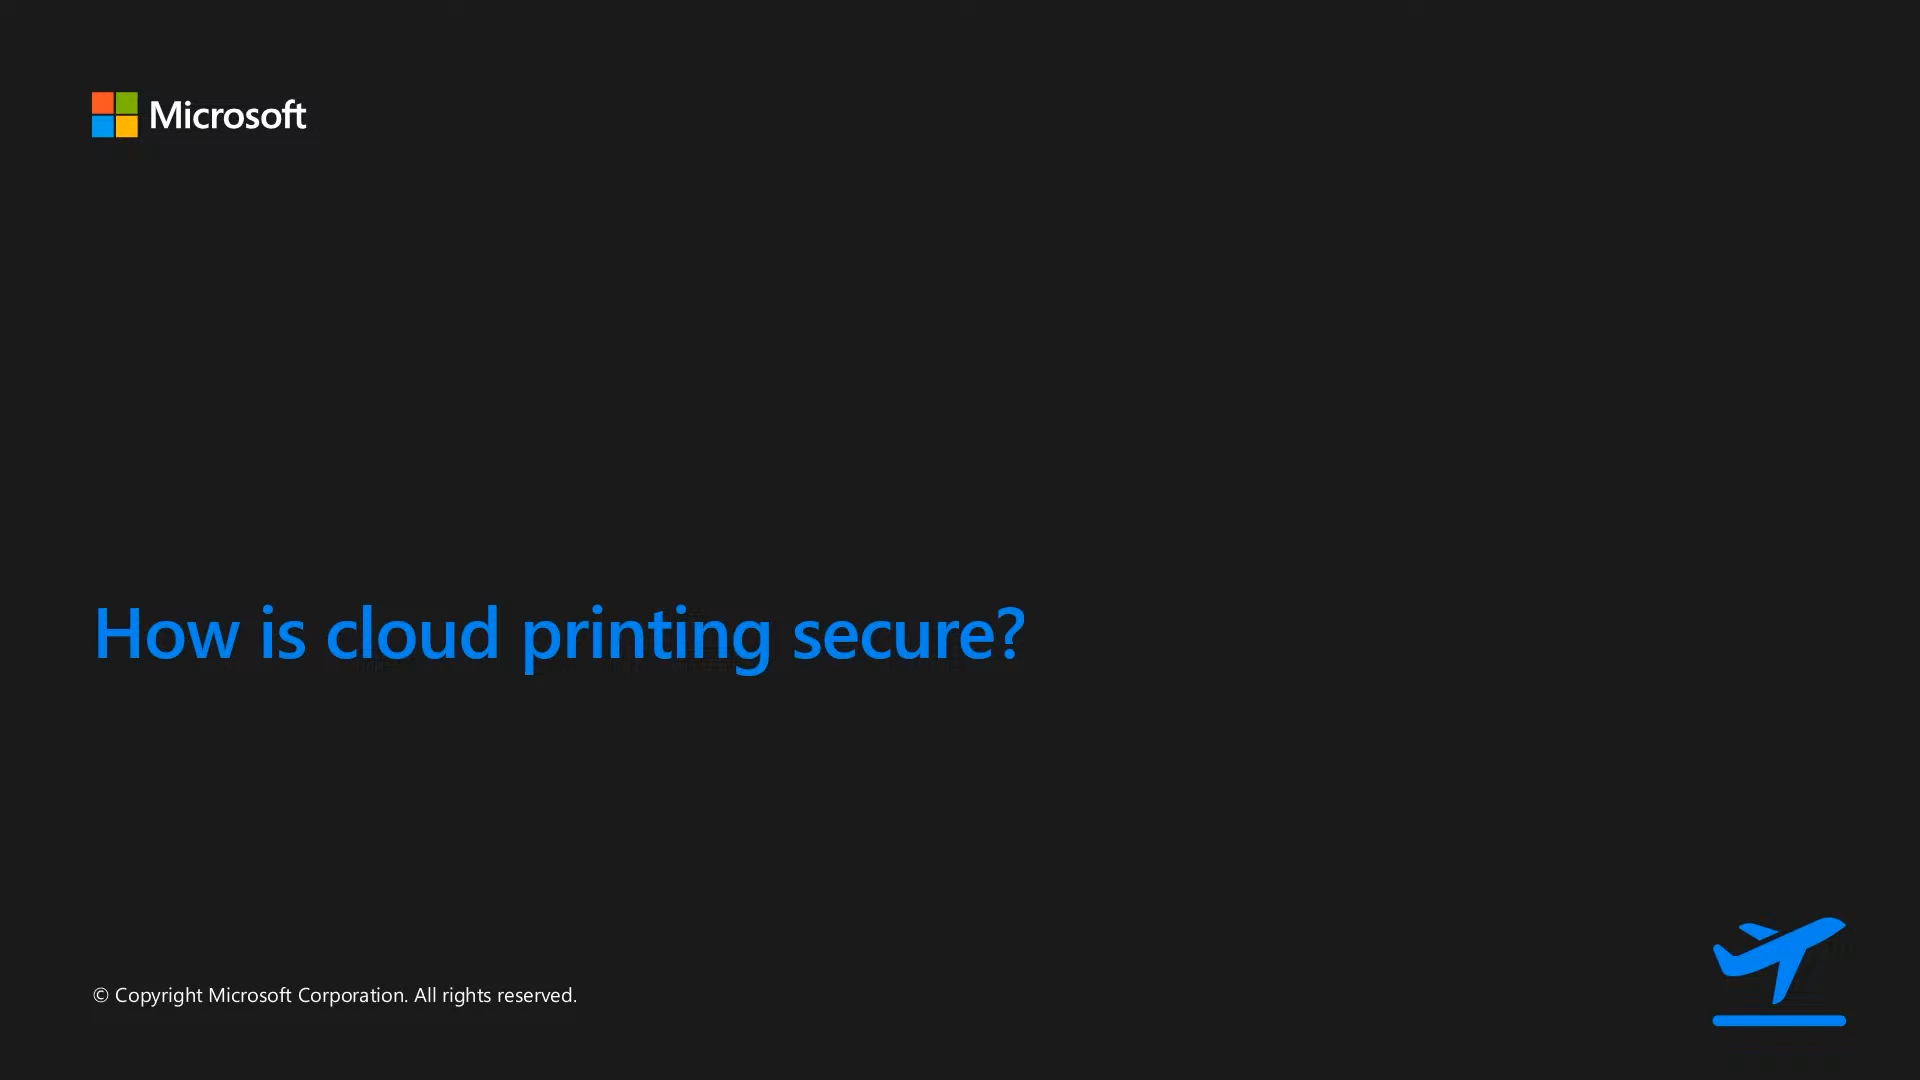 Microsoft
How is cloud printing secure?
© Copyright Microsoft Corporation. All rights reserved.